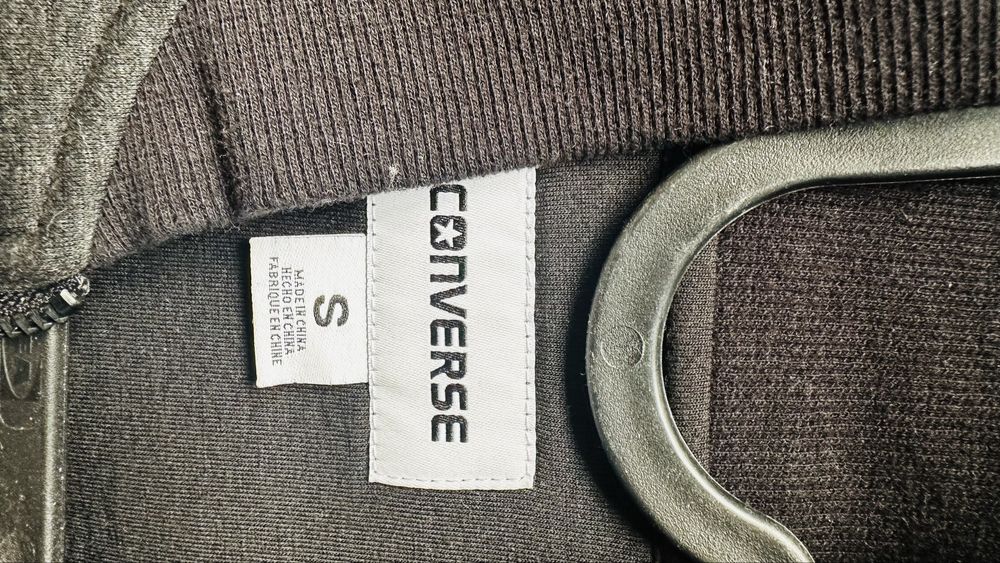 CONVERSE
S
MADE IN CHINA
HECHO EN CHINA
FABRIQUE EN CHINE